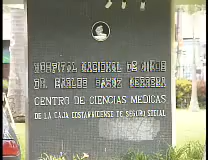 HOSPITAL NACIONAL DE NIÑOS
DR. CARLOS SAENZ HERRERA
CENTRO DE CIENCIAS MEDICAS
DE LA CAJA COSTARRICENSE DE SEGURO SOCIAL